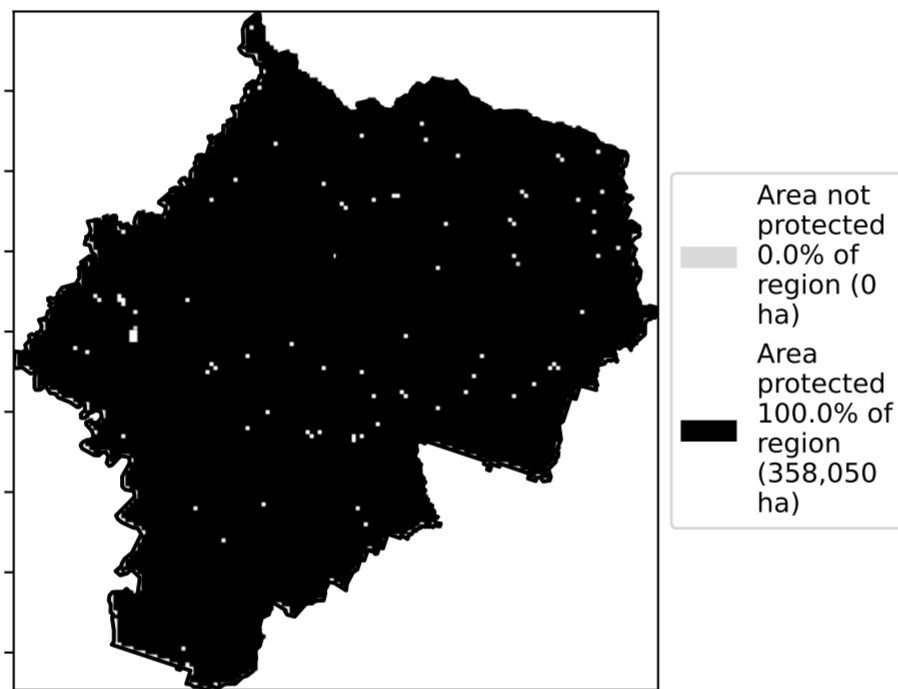 Area not
protected
0.0% of
region (0
ha)
Area
protected
100.0% of
region
(358,050
ha)